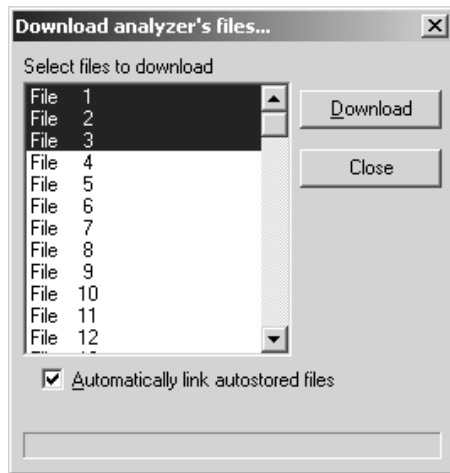 Download analyzer's files...
Select files to download
File 1
File 2
File 3
File 4
File 5
File 6
File 7
File 8
File 9
File 10
File 11
File 12
Download
Close
Automatically link autostored files